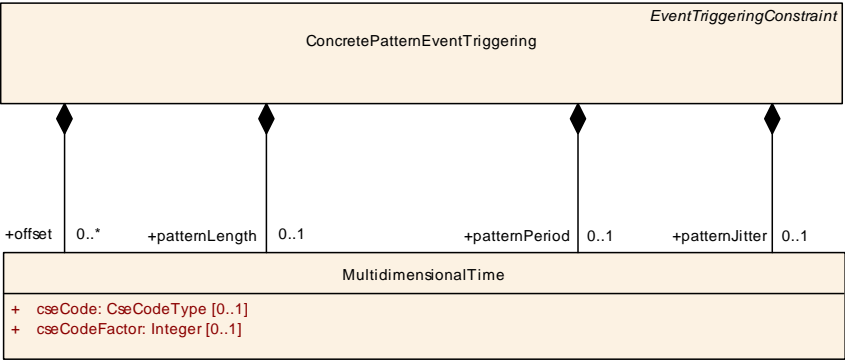 EventTriggeringConstraint
ConcretePatternEventTriggering
+offset 0..* +patternLength 0..1 +patternPeriod 0..1 +patternJitter 0..1
MultidimensionalTime
+ cseCode: CseCodeType [0..1]
+ cseCodeFactor: Integer [0..1]